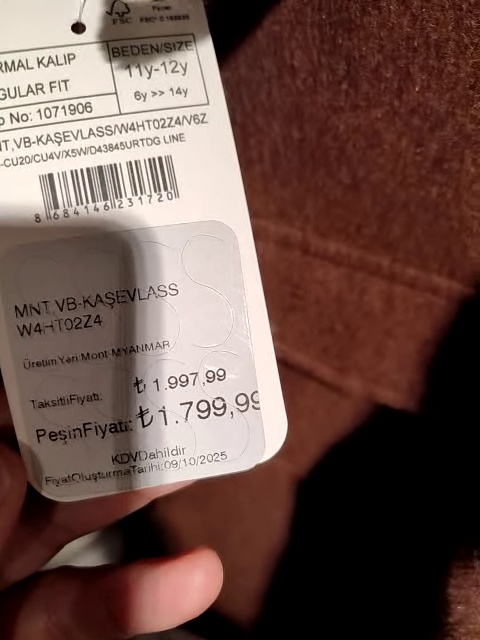 FSC
BEDEN/SIZE
RMAL KALIP
GULAR FIT
11y-12y
6y >> 14y
No: 1071906
NT,VB-KAŞEVLASS/W4HT02Z4/V6Z
-CU20/CU4V/X5W/D43845URTDG LINE
8 684146 231720
MNT,VB-KAŞEVLASS
W4HT02Z4
Üretim Yeri:Mont-MYANMAR
TaksitliFiyatı: ₺ 1.997,99
PeşinFiyatı: ₺1.799,99
KDVDahildir
FiyatOluşturmaTarihi:09/10/2025